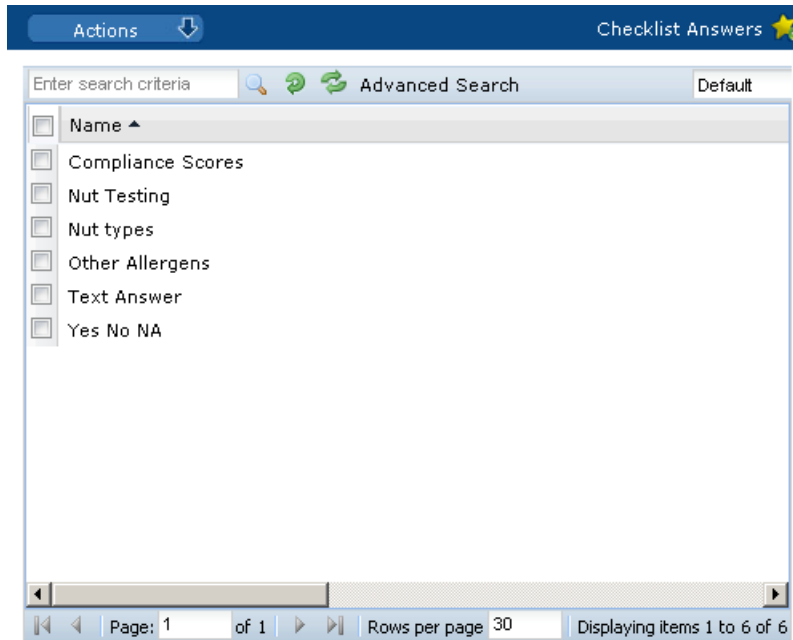 Actions Checklist Answers
Enter search criteria Advanced Search Default
Name
Compliance Scores
Nut Testing
Nut types
Other Allergens
Text Answer
Yes No NA
Page: 1 of 1 Rows per page 30 Displaying items 1 to 6 of 6